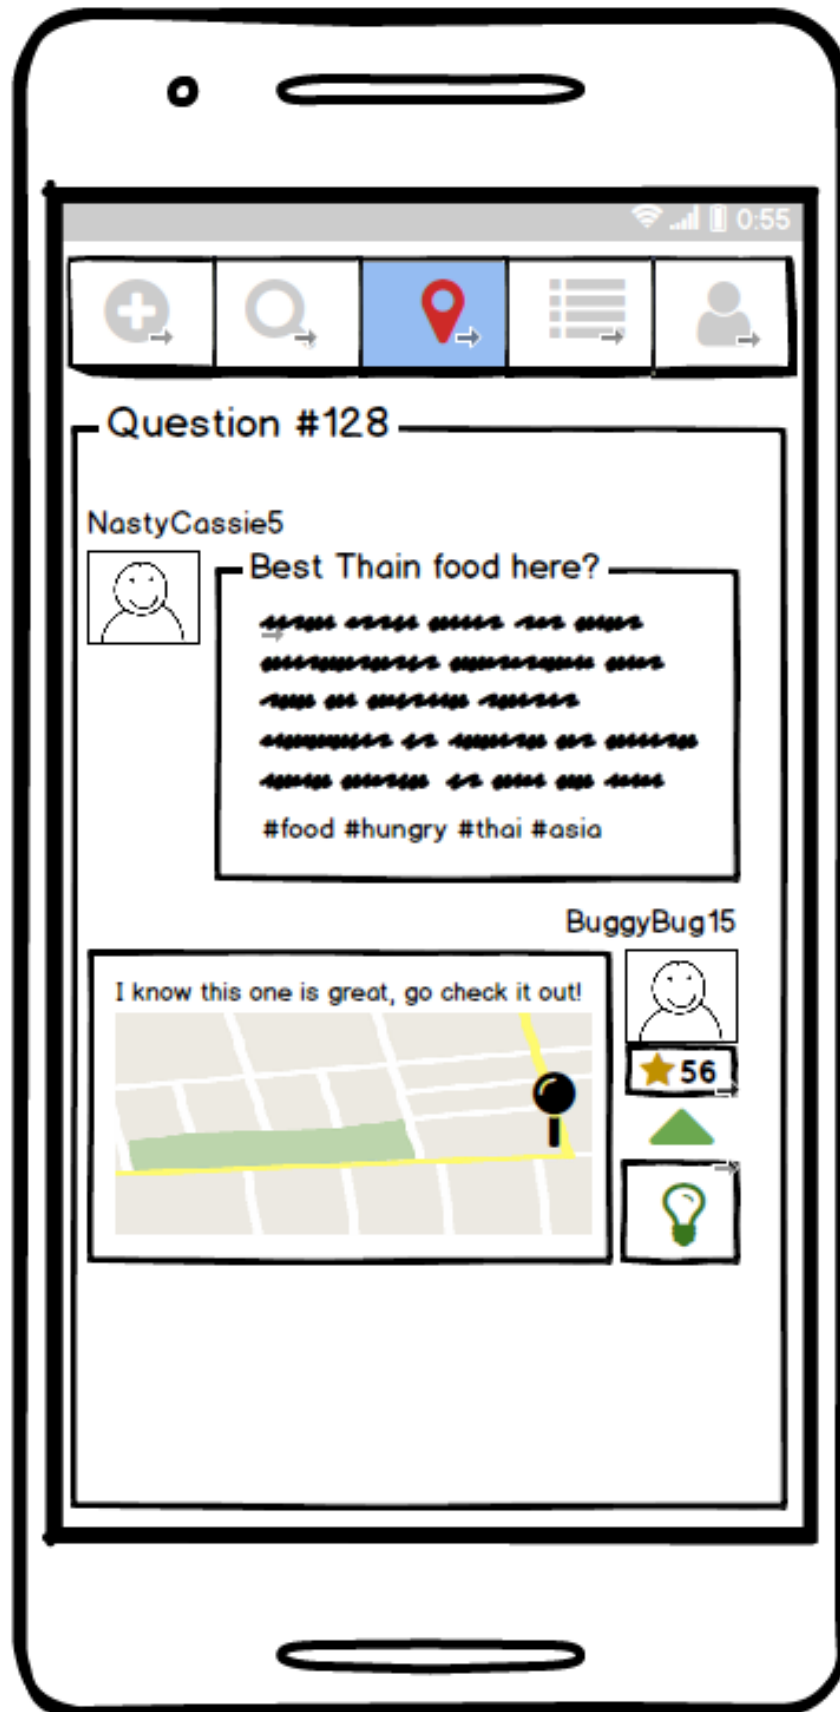 0:55
Question #128
NastyCassie5
Best Thain food here?
#food #hungry #thai #asia
BuggyBug15
I know this one is great, go check it out!
56